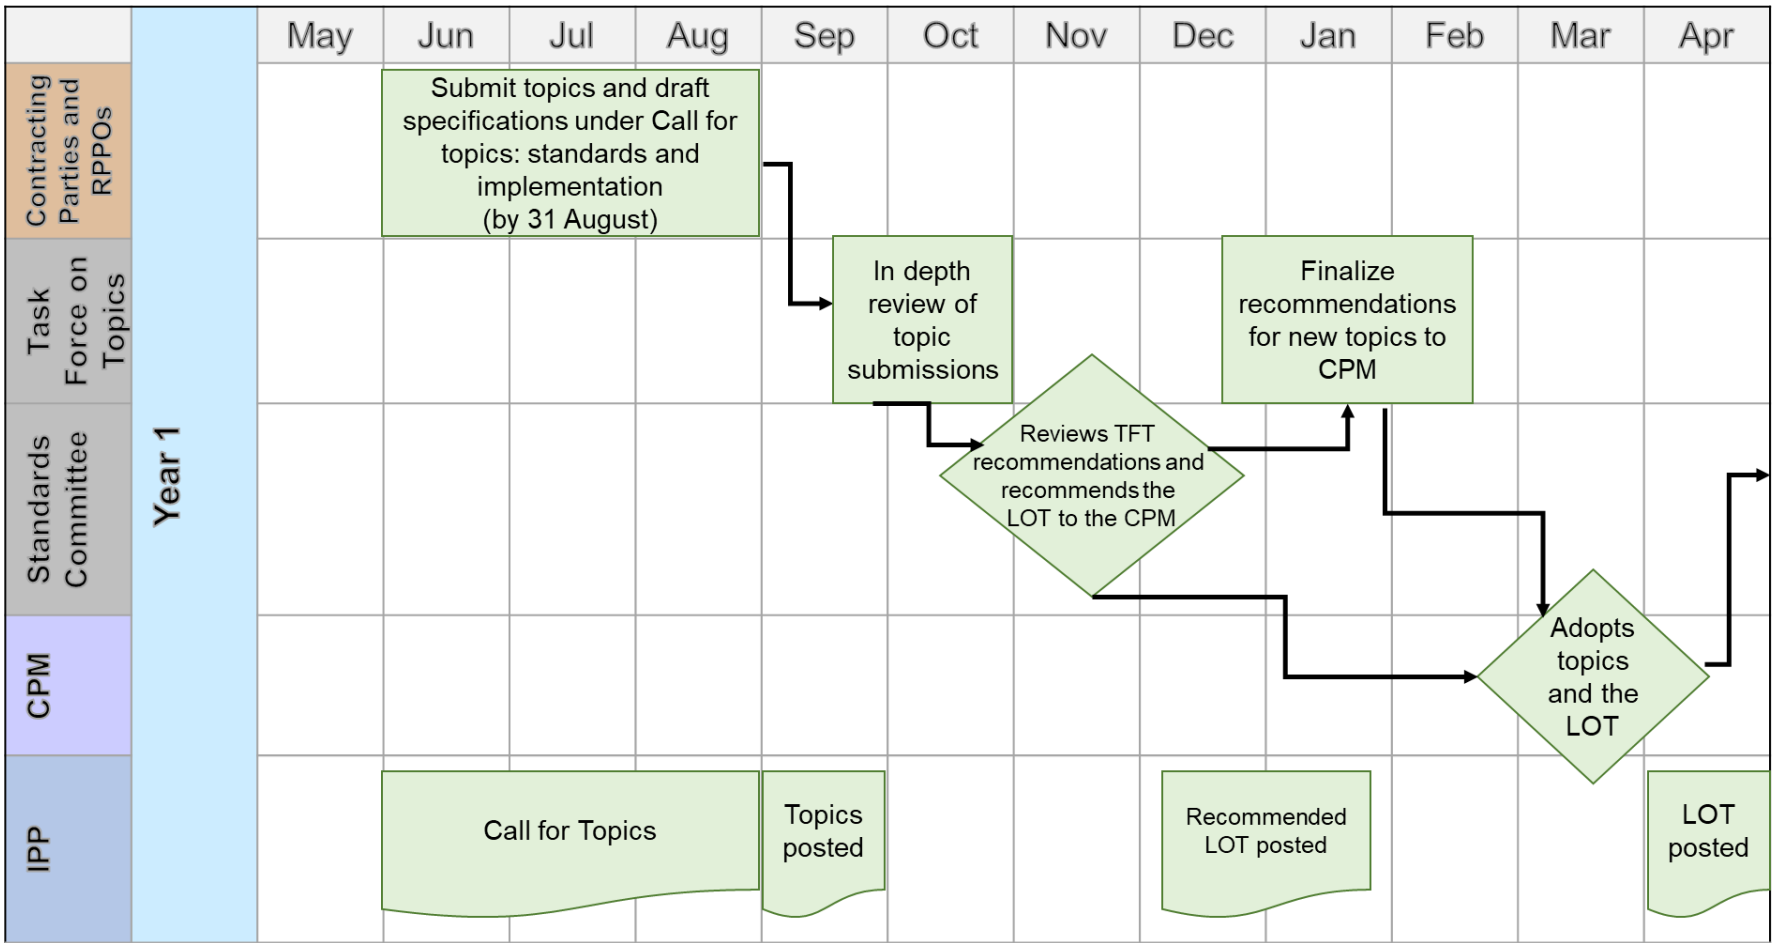 May Jun Jul Aug Sep Oct Nov Dec Jan Feb Mar Apr
Contracting
Parties and
RPPOs
Year 1
Submit topics and draft
specifications under Call for
topics: standards and
implementation
(by 31 August)
Task
Force on
Topics
In depth
review of
topic
submissions
Finalize
recommendations
for new topics to
CPM
Standards
Committee
Reviews TFT
recommendations and
recommends the
LOT to the CPM
CPM
Adopts
topics
and the
LOT
IPP
Call for Topics
Topics
posted
Recommended
LOT posted
LOT
posted